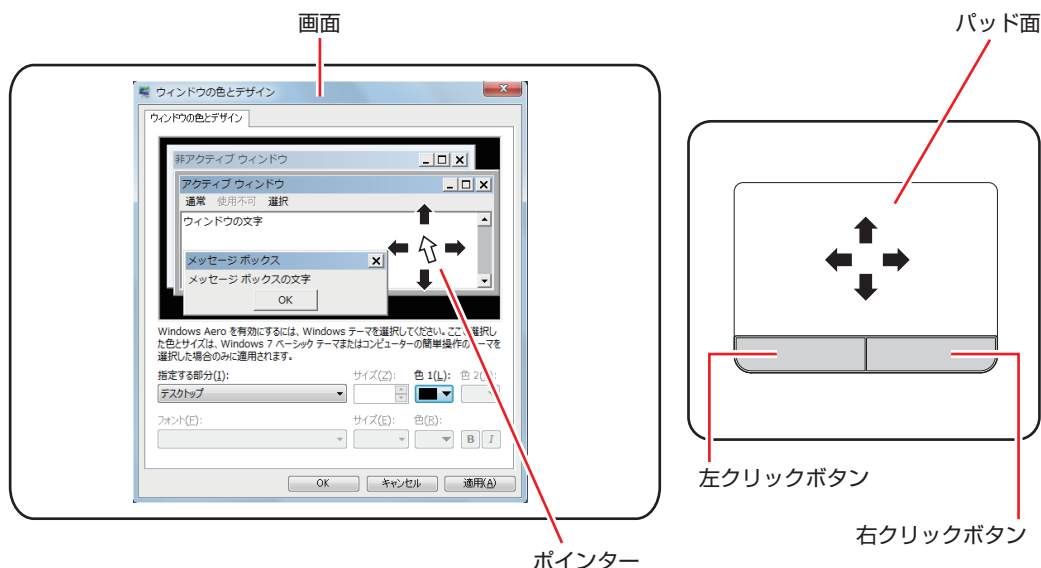 画面
パッド面
ウィンドウの色とデザイン
ウィンドウの色とデザイン
非アクティブ ウィンドウ
アクティブ ウィンドウ
通常 使用不可 選択
ウィンドウの文字
メッセージ ボックス
メッセージ ボックスの文字
OK
Windows Aero を有効にするには、Windows テーマを選択してください。ここで選択し
た色とサイズは、Windows 7 ベーシック テーマまたはコンピューターの簡単操作のテーマを
選択した場合のみに適用されます。
指定する部分(I): サイズ(Z): 色 1(L): 色 2(
デスクトップ
フォント(F): サイズ(E): 色(R):
B I
OK キャンセル 適用(A)
左クリックボタン
右クリックボタン
ポインター